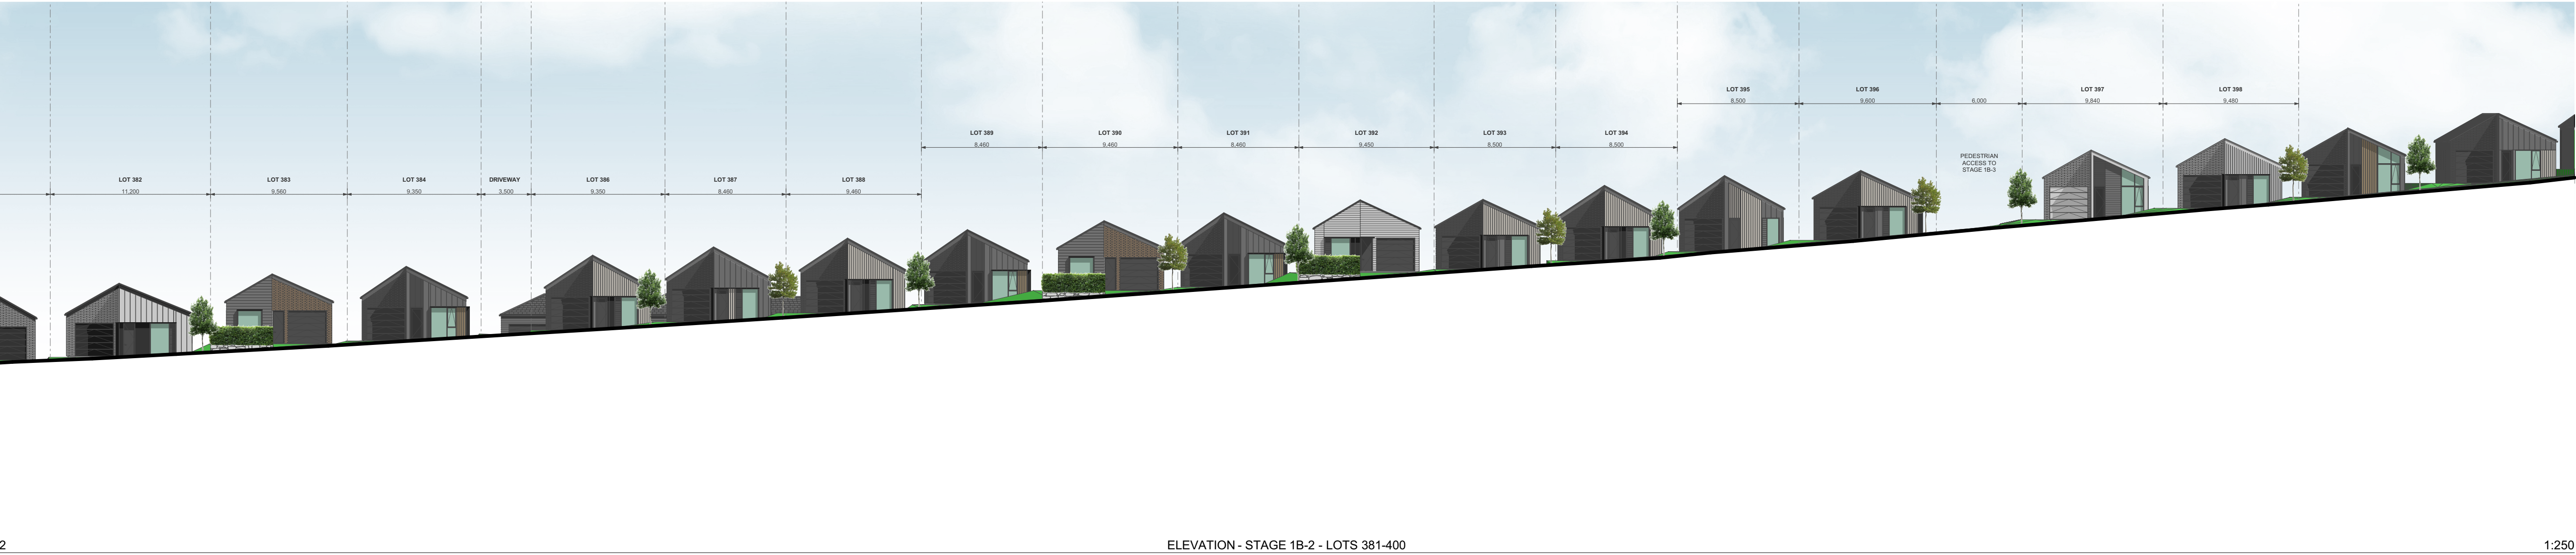 LOT 395
LOT 396
LOT 397
LOT 398
8,500
9,600
6,000
9,840
9,480
LOT 389
LOT 390
LOT 391
LOT 392
LOT 393
LOT 394
8,460
9,460
8,460
9,450
8,500
8,500
PEDESTRIAN
ACCESS TO
STAGE 1B-3
LOT 382
LOT 383
LOT 384
DRIVEWAY
LOT 386
LOT 387
LOT 388
11,200
9,560
9,350
3,500
9,350
8,460
9,460
2
ELEVATION - STAGE 1B-2 - LOTS 381-400
1:250